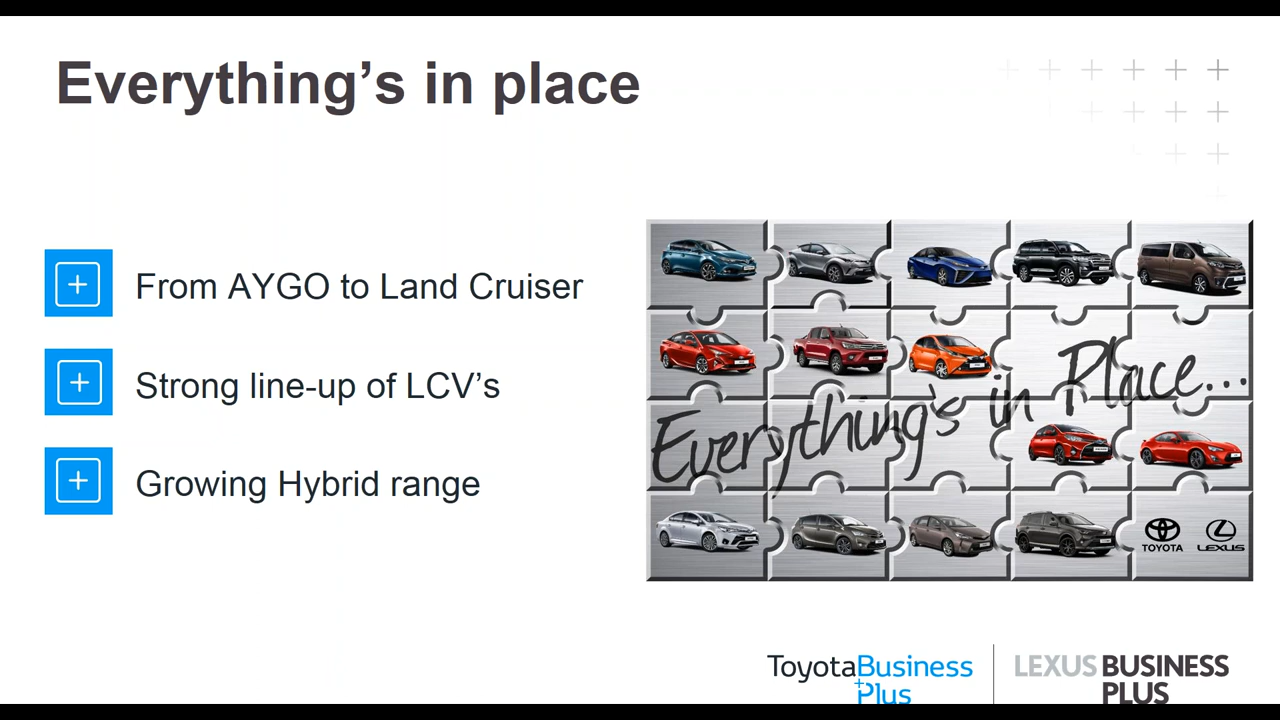 Everything’s in place
From AYGO to Land Cruiser
Strong line-up of LCV’s
Growing Hybrid range
Everything's in Place...
TOYOTA LEXUS
ToyotaBusiness
+Plus
LEXUS BUSINESS
PLUS